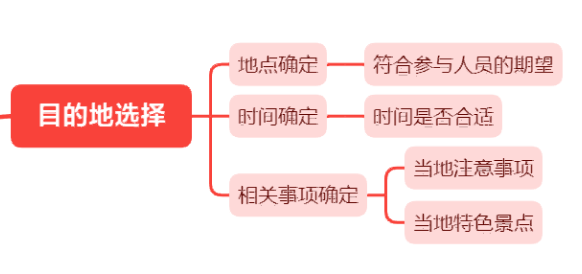 目的地选择
地点确定
符合参与人员的期望
时间确定
时间是否合适
相关事项确定
当地注意事项
当地特色景点